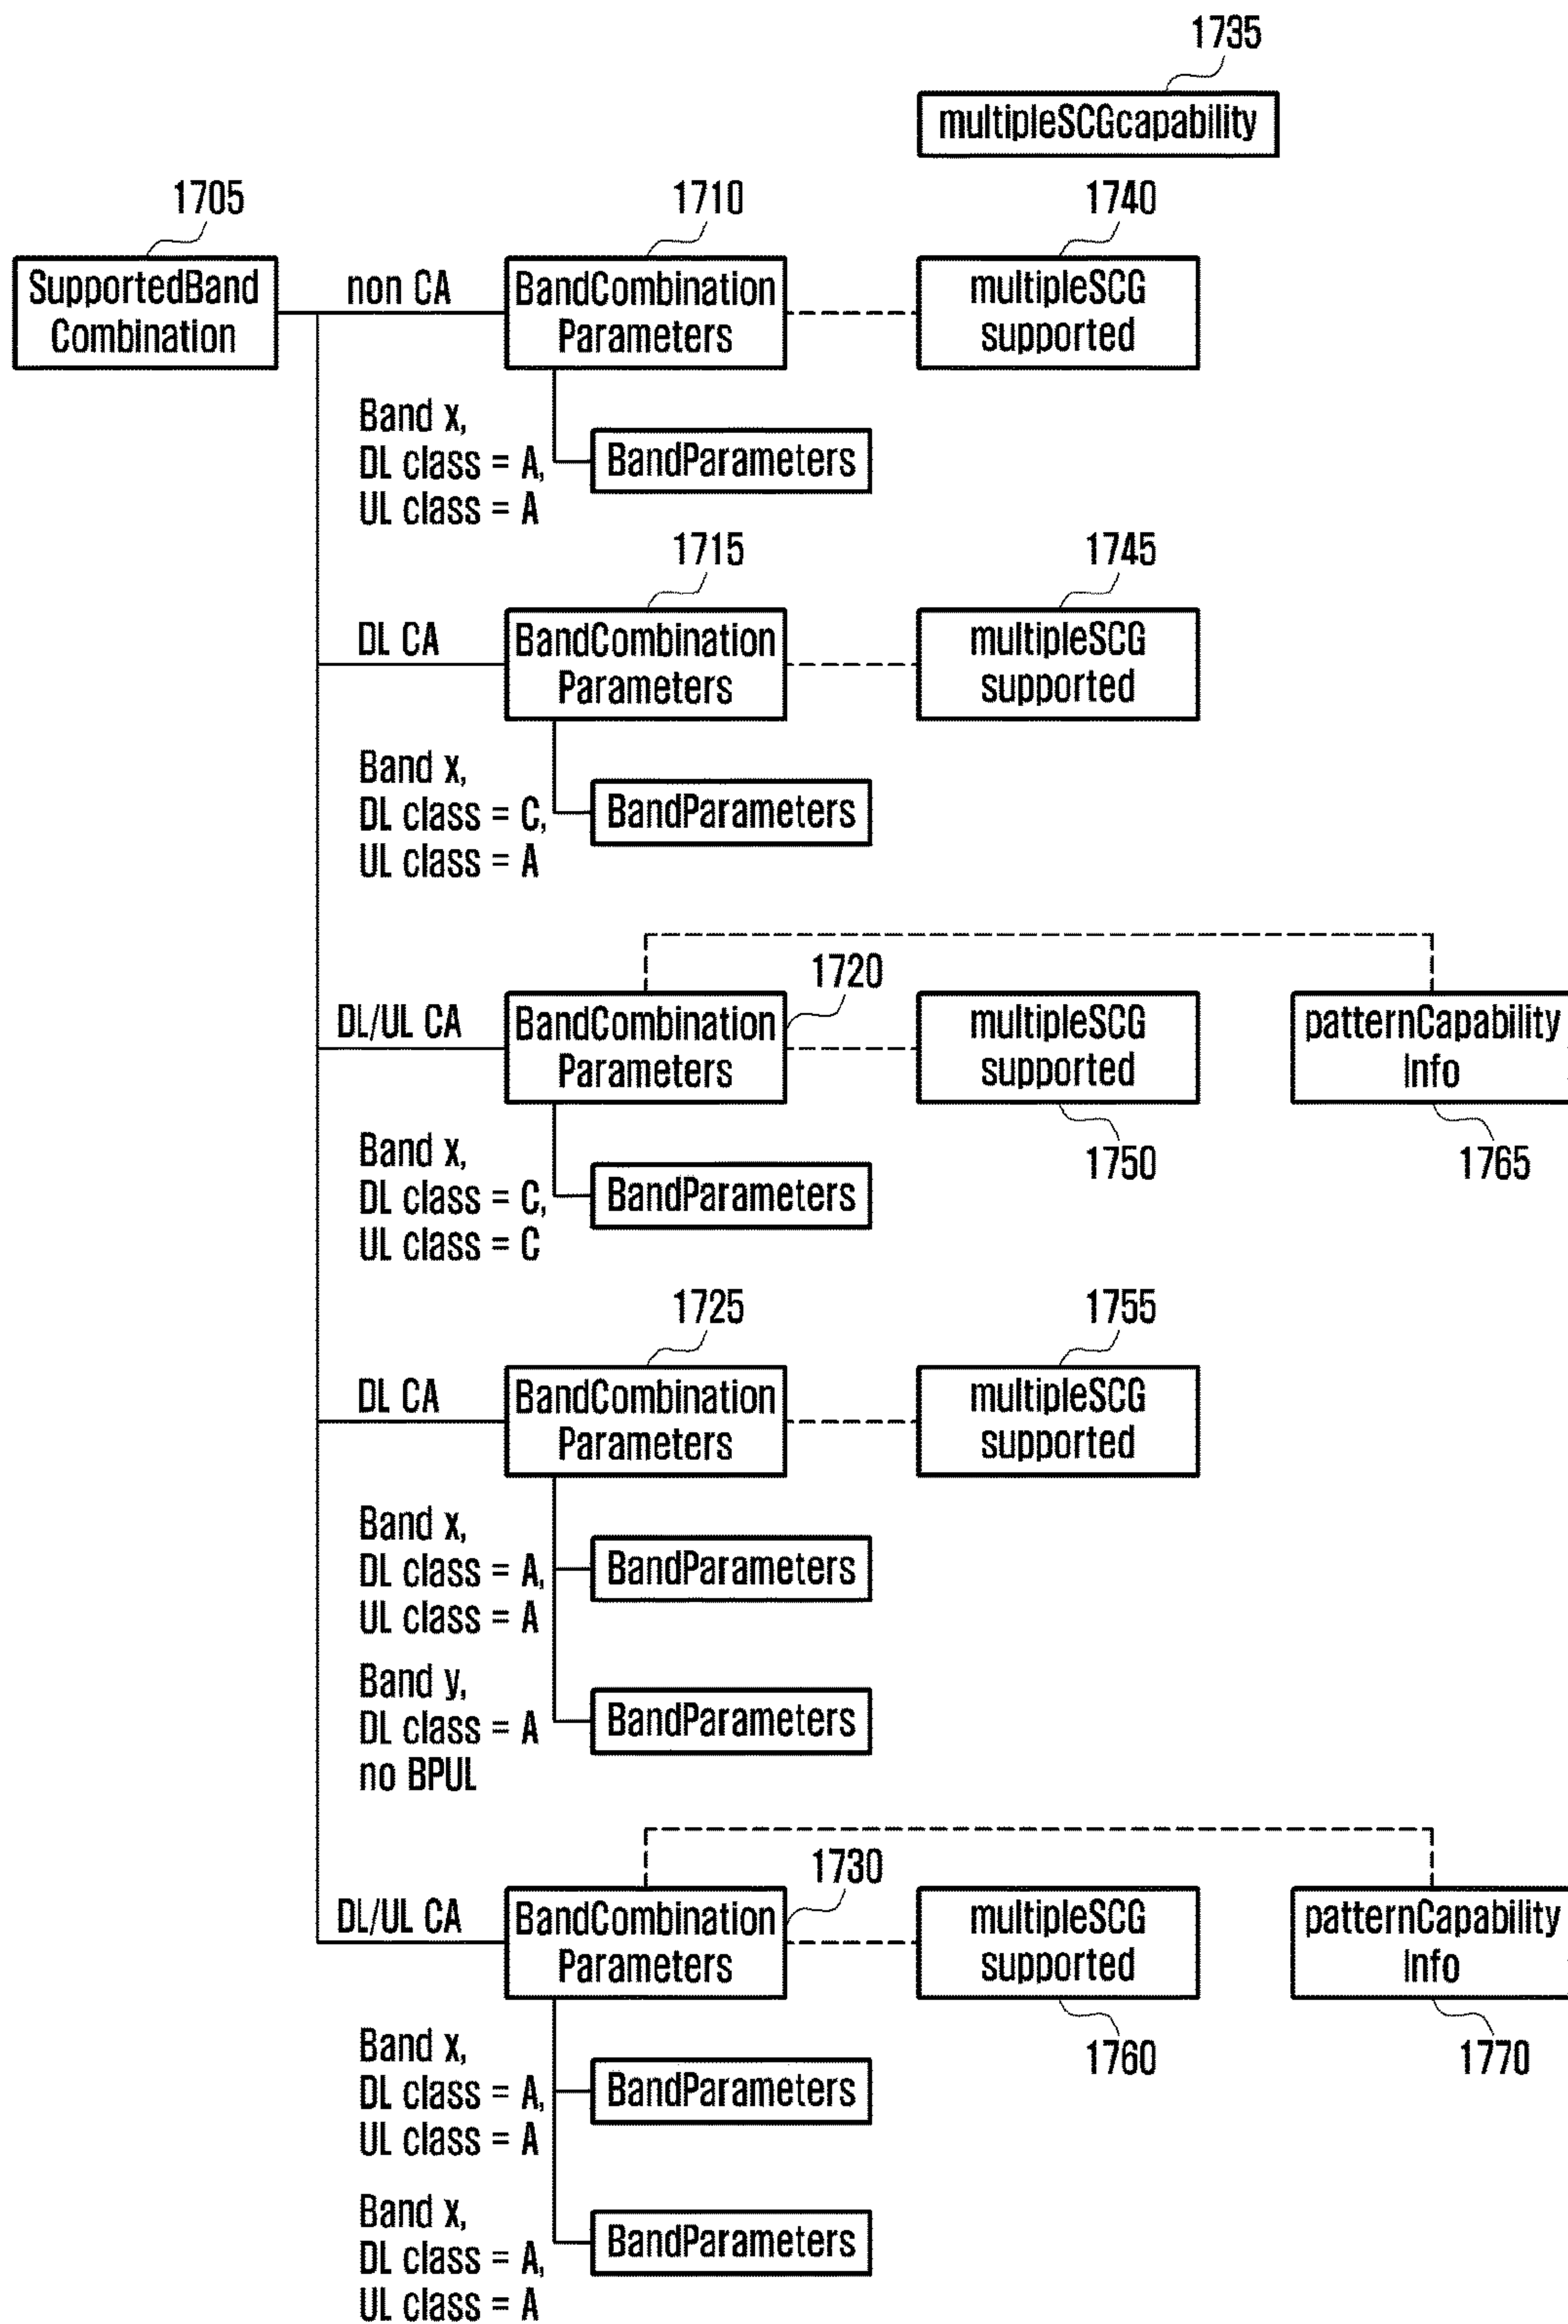 1735
multipleSCGcapability
1705
1710
1740
SupportedBand
Combination
non CA
BandCombination
Parameters
multipleSCG
supported
Band x,
DL class = A,
UL class = A
BandParameters
1715
1745
DL CA
BandCombination
Parameters
multipleSCG
supported
Band x,
DL class = C,
UL class = A
BandParameters
1720
DL/UL CA
BandCombination
Parameters
multipleSCG
supported
patternCapability
Info
1750
1765
Band x,
DL class = C,
UL class = C
BandParameters
1725
1755
DL CA
BandCombination
Parameters
multipleSCG
supported
Band x,
DL class = A,
UL class = A
BandParameters
Band y,
DL class = A
no BPUL
BandParameters
1730
DL/UL CA
BandCombination
Parameters
multipleSCG
supported
patternCapability
Info
1760
1770
Band x,
DL class = A,
UL class = A
BandParameters
Band x,
DL class = A,
UL class = A
BandParameters